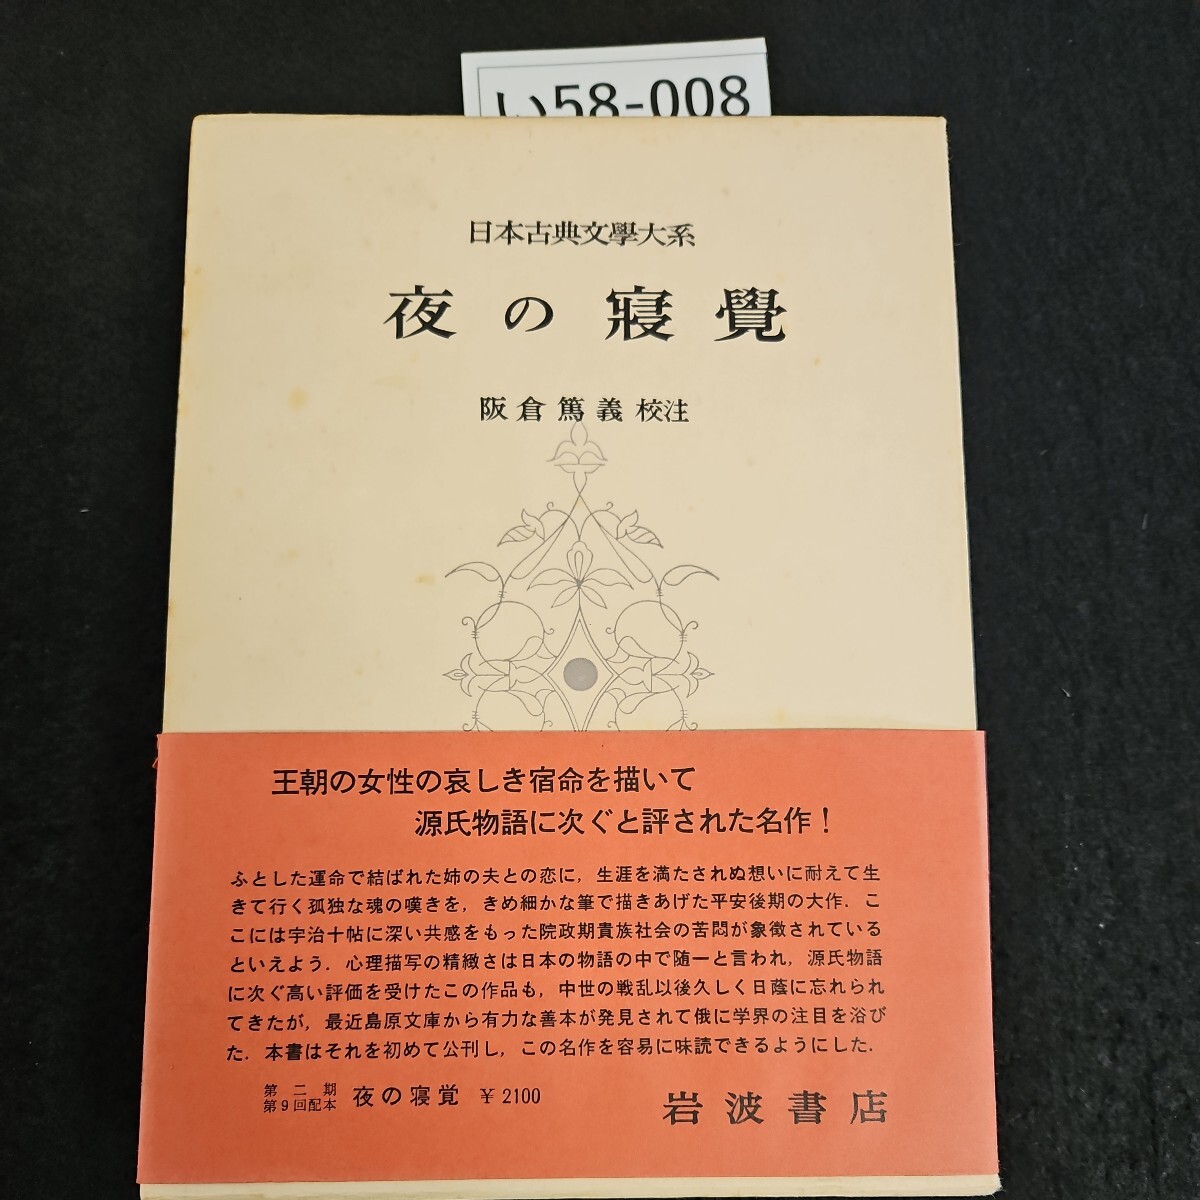 い58-008
日本古典文學大系
夜の寢覺
阪倉篤義 校注
王朝の女性の哀しき宿命を描いて
源氏物語に次ぐと評された名作！
ふとした運命で結ばれた姉の夫との恋に，生涯を満たされぬ想いに耐えて生
きて行く孤独な魂の嘆きを，きめ細かな筆で描きあげた平安後期の大作．こ
こには宇治十帖に深い共感をもった院政期貴族社会の苦悶が象徴されている
といえよう．心理描写の精緻さは日本の物語の中で随一と言われ，源氏物語
に次ぐ高い評価を受けたこの作品も，中世の戦乱以後久しく日蔭に忘れられ
てきたが，最近島原文庫から有力な善本が発見されて俄に学界の注目を浴び
た．本書はそれを初めて公刊し，この名作を容易に味読できるようにした．
第二期
第9回配本 夜の寝覚 ￥2100
岩波書店